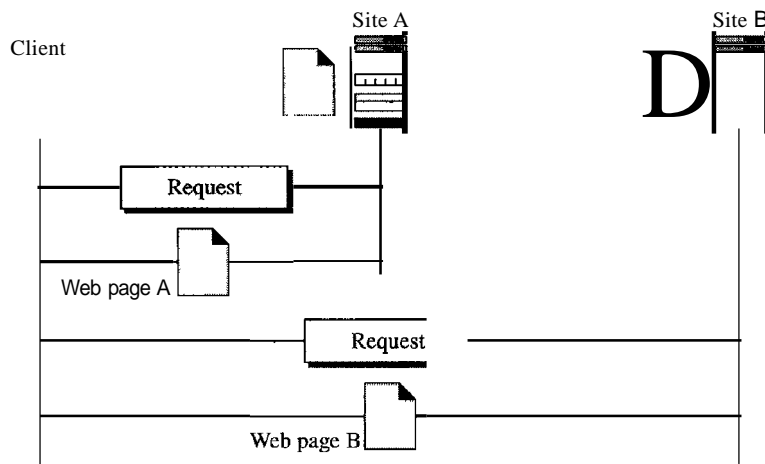 Client
Site A
Site B
D
Request
Web page A
Request
Web page B